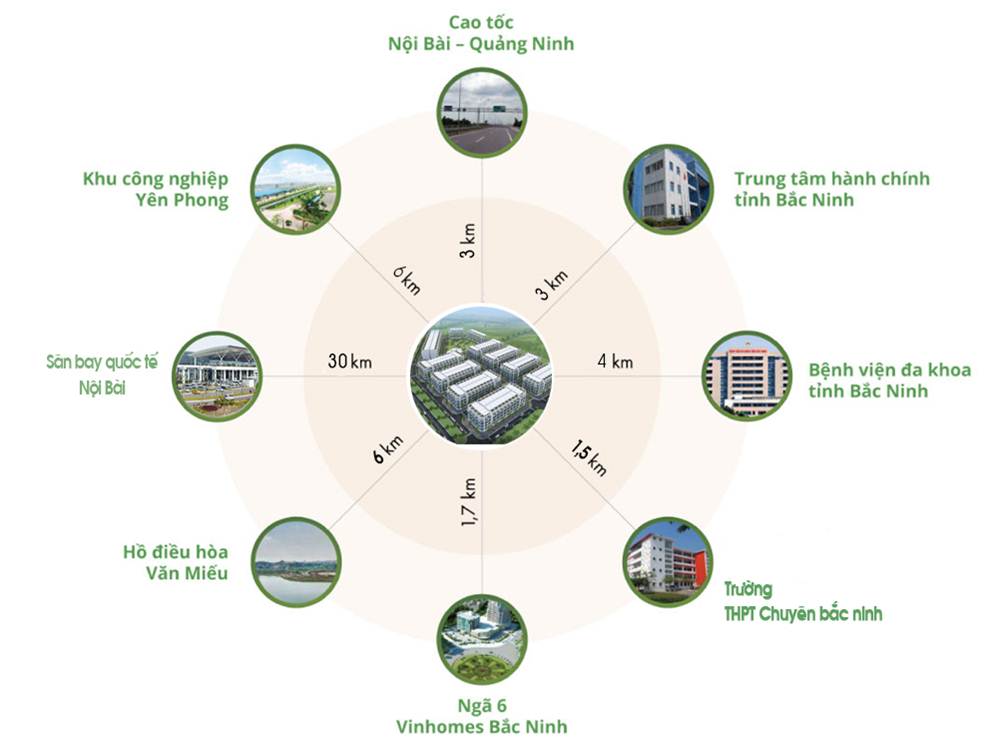 Cao tốc
Nội Bài – Quảng Ninh
Khu công nghiệp
Yên Phong
Trung tâm hành chính
tỉnh Bắc Ninh
3 km
6 km
3 km
Sân bay quốc tế
Nội Bài
30 km
4 km
Bệnh viện đa khoa
tỉnh Bắc Ninh
6 km
1,7 km
1,5 km
Hồ điều hòa
Văn Miếu
Trường
THPT Chuyên bắc ninh
Ngã 6
Vinhomes Bắc Ninh